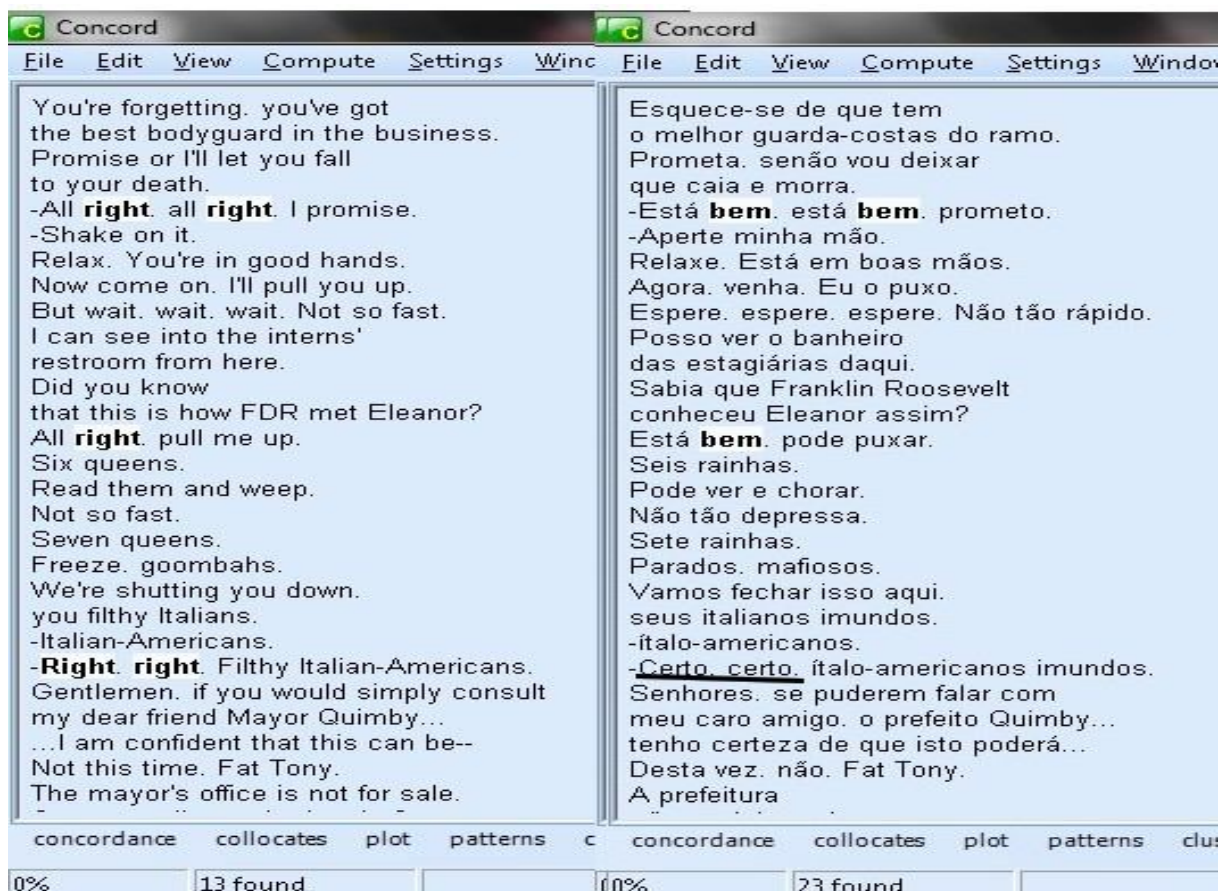 Concord
File Edit View Compute Settings Winc
You're forgetting. you've got
the best bodyguard in the business.
Promise or I'll let you fall
to your death.
-All right. all right. I promise.
-Shake on it.
Relax. You're in good hands.
Now come on. I'll pull you up.
But wait. wait. wait. Not so fast.
I can see into the interns'
restroom from here.
Did you know
that this is how FDR met Eleanor?
All right. pull me up.
Six queens.
Read them and weep.
Not so fast.
Seven queens.
Freeze. goombahs.
We're shutting you down.
you filthy Italians.
-Italian-Americans.
-Right. right. Filthy Italian-Americans.
Gentlemen. if you would simply consult
my dear friend Mayor Quimby...
...I am confident that this can be--
Not this time. Fat Tony.
The mayor's office is not for sale.
concordance collocates plot patterns c
0% 13 found
Concord
File Edit View Compute Settings Window
Esquece-se de que tem
o melhor guarda-costas do ramo.
Prometa. senão vou deixar
que caia e morra.
-Está bem. está bem. prometo.
-Aperte minha mão.
Relaxe. Está em boas mãos.
Agora. venha. Eu o puxo.
Espere. espere. espere. Não tão rápido.
Posso ver o banheiro
das estagiárias daqui.
Sabia que Franklin Roosevelt
conheceu Eleanor assim?
Está bem. pode puxar.
Seis rainhas.
Pode ver e chorar.
Não tão depressa.
Sete rainhas.
Parados. mafiosos.
Vamos fechar isso aqui.
seus italianos imundos.
-ítalo-americanos.
-Certo. certo. ítalo-americanos imundos.
Senhores. se puderem falar com
meu caro amigo. o prefeito Quimby...
tenho certeza de que isto poderá...
Desta vez. não. Fat Tony.
A prefeitura
concordance collocates plot patterns clus
0% 23 found